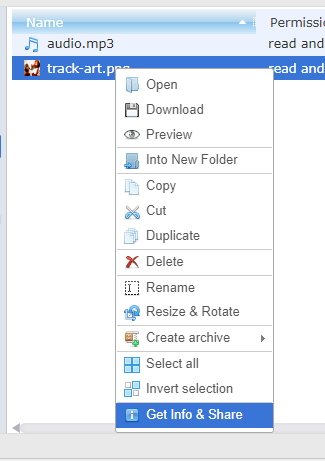 Name Permissi
audio.mp3 read and
track-art.png read and
Open
Download
Preview
Into New Folder
Copy
Cut
Duplicate
Delete
Rename
Resize & Rotate
Create archive
Select all
Invert selection
Get Info & Share